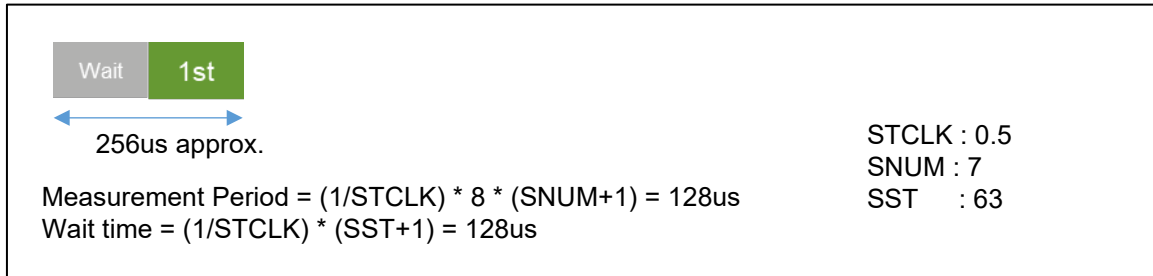 Wait 1st
256us approx.
STCLK : 0.5
SNUM : 7
SST : 63
Measurement Period = (1/STCLK) * 8 * (SNUM+1) = 128us
Wait time = (1/STCLK) * (SST+1) = 128us